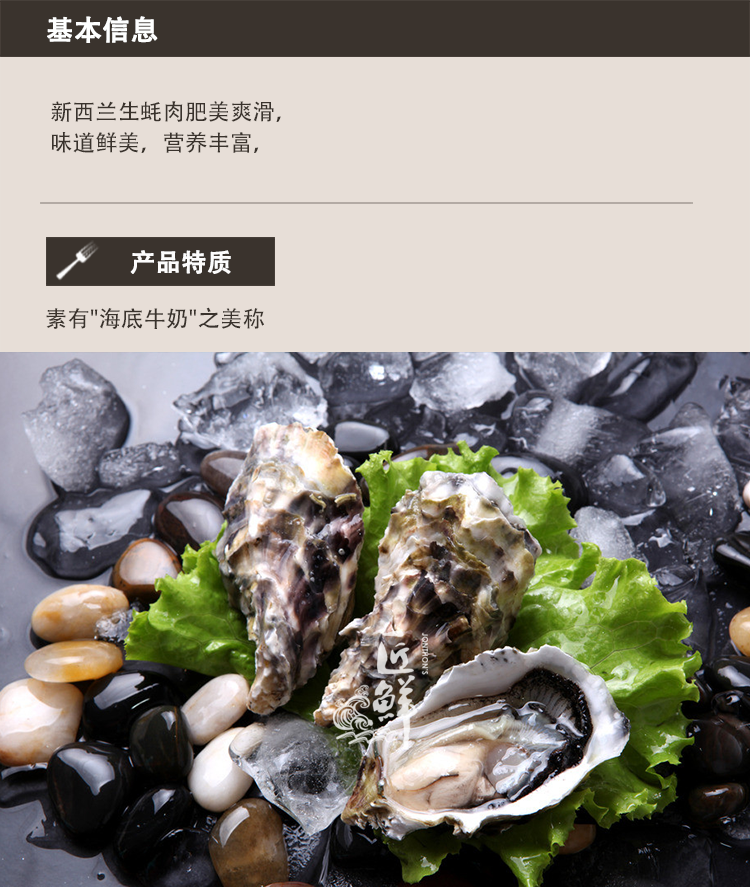 基本信息
新西兰生蚝肉肥美爽滑,
味道鲜美, 营养丰富,
产品特质
素有"海底牛奶"之美称
近鲜
JONTHON'S